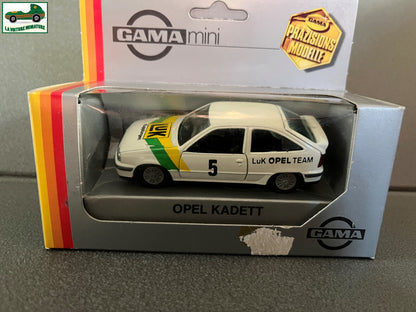 LA VOITURE MINIATURE
GAMA mini
GAMA
PRÄZISIONS
MODELLE
LuK
5
LuK OPEL TEAM
OPEL KADETT
GAMA